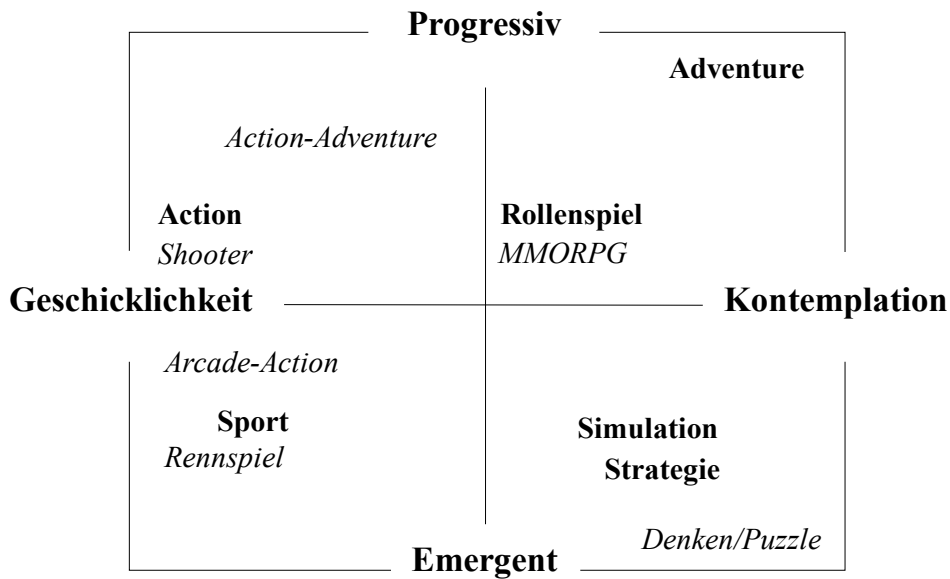 Progressiv
Adventure
Action-Adventure
Action
Rollenspiel
Shooter
MMORPG
Geschicklichkeit
Kontemplation
Arcade-Action
Sport
Simulation
Rennspiel
Strategie
Denken/Puzzle
Emergent